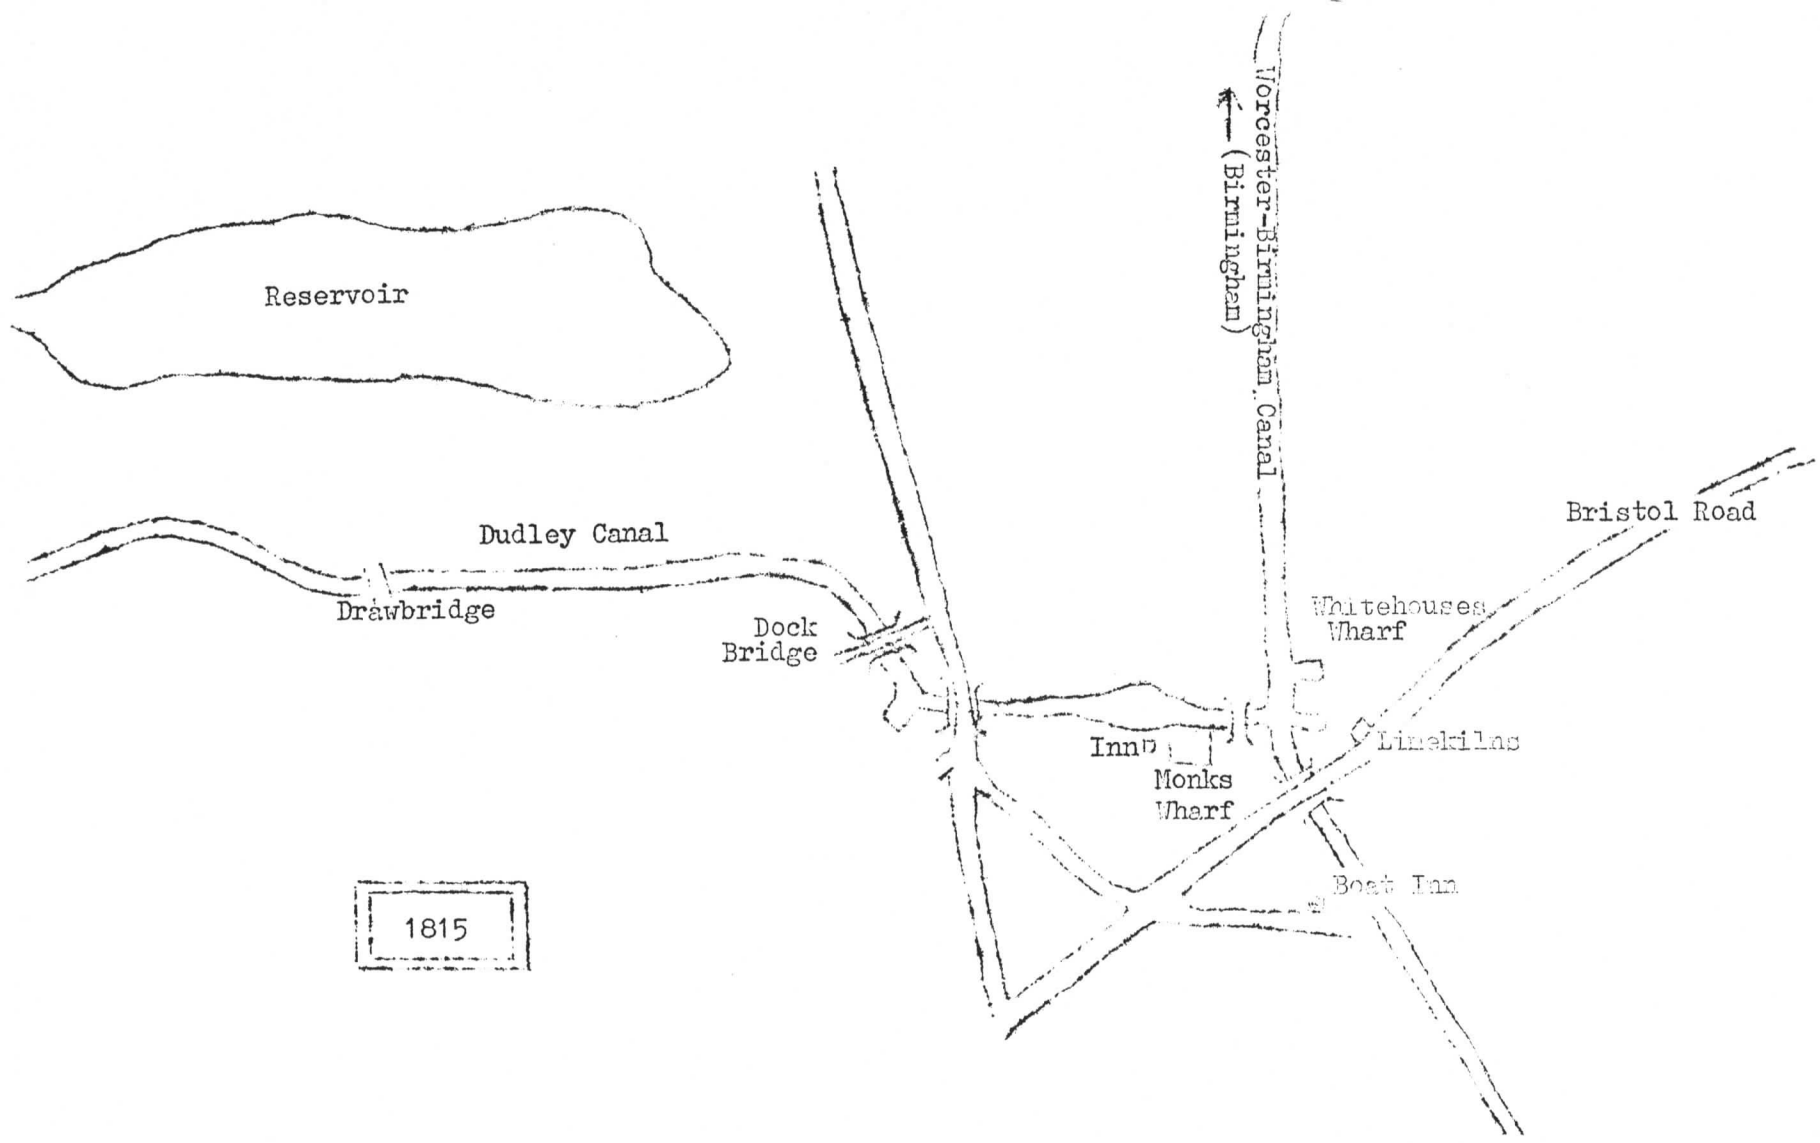 Worcester-Birmingham Canal
(Birmingham)
Reservoir
Bristol Road
Dudley Canal
Drawbridge
Whitehouses
Wharf
Dock
Bridge
Inn
Limekilns
Monks
Wharf
Boat Inn
1815